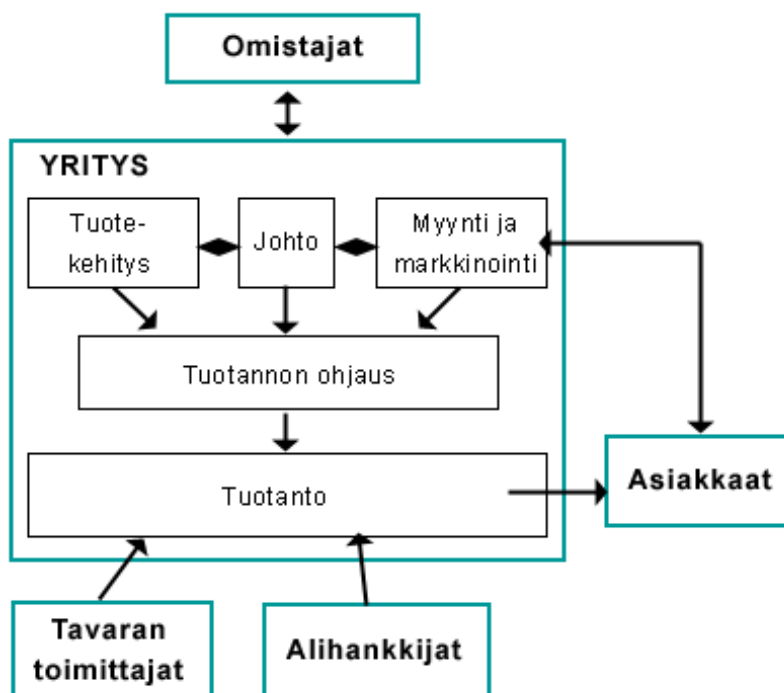 Omistajat
YRITYS
Tuote-
kehitys
Johto
Myynti ja
markkinointi
Tuotannon ohjaus
Tuotanto
Asiakkaat
Tavaran
toimittajat
Alihankkijat